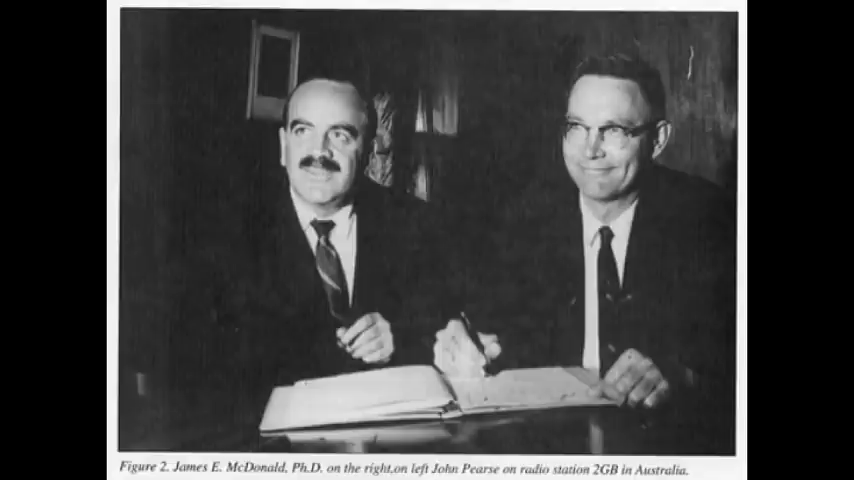 Figure 2. James E. McDonald, Ph.D. on the right,on left John Pearse on radio station 2GB in Australia.